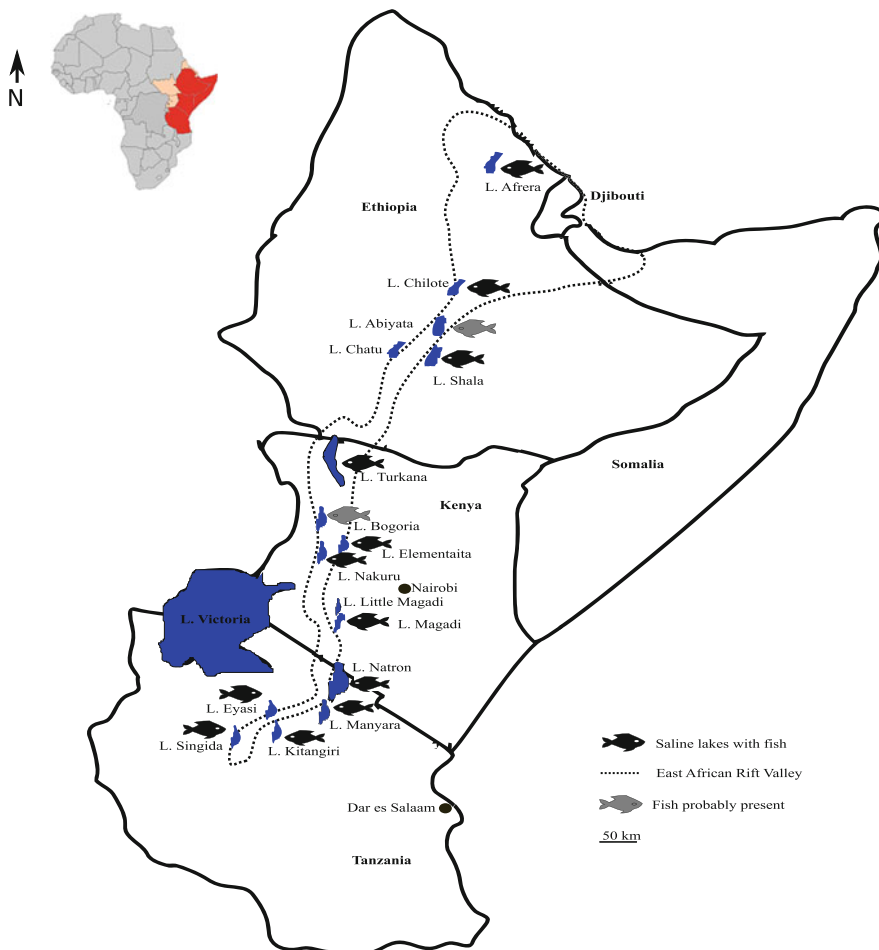 N
L. Afrera
Djibouti
Ethiopia
L. Chilote
L. Abiyata
L. Chatu
L. Shala
Somalia
L. Turkana
Kenya
L. Bogoria
L. Elementaita
L. Nakuru
Nairobi
L. Little Magadi
L. Victoria
L. Magadi
L. Natron
L. Eyasi
L. Manyara
L. Singida
L. Kitangiri
Saline lakes with fish
East African Rift Valley
Dar es Salaam
Fish probably present
50 km
Tanzania